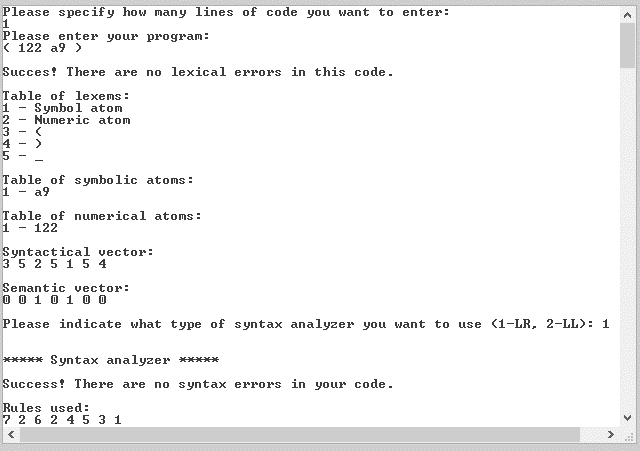 Please specify how many lines of code you want to enter:
1
Please enter your program:
( 122 a9 )
Succes! There are no lexical errors in this code.
Table of lexems:
1 - Symbol atom
2 - Numeric atom
3 - (
4 - )
5 - _
Table of symbolic atoms:
1 - a9
Table of numerical atoms:
1 - 122
Syntactical vector:
3 5 2 5 1 5 4
Semantic vector:
0 0 1 0 1 0 0
Please indicate what type of syntax analyzer you want to use (1-LR, 2-LL): 1
***** Syntax analyzer *****
Success! There are no syntax errors in your code.
Rules used:
7 2 6 2 4 5 3 1